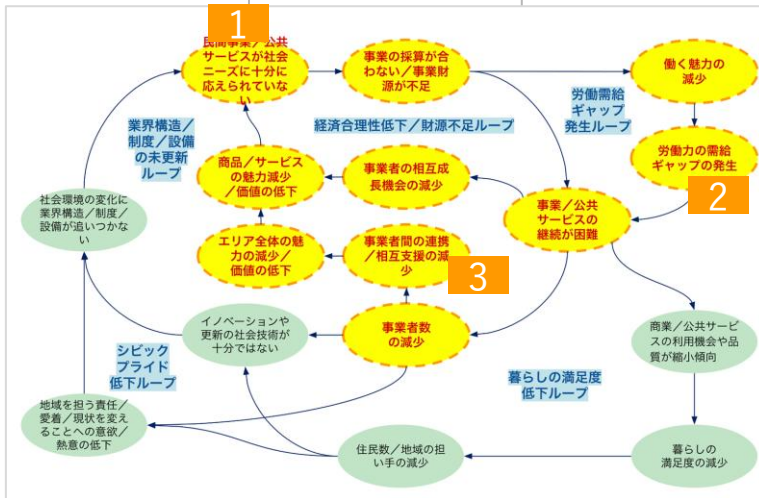 1
民間事業／公共
サービスが社会
ニーズに十分に
応えられていな
い
事業の採算が合
わない／事業財
源が不足
働く魅力の
減少
業界構造／
制度／設備
の未更新
ループ
経済合理性低下／財源不足ループ
労働需給
ギャップ
発生ループ
商品／サービス
の魅力減少
／価値の低下
事業者の相互成
長機会の減少
労働力の需給
ギャップの発生
2
社会環境の変化に
業界構造／制度／
設備が追いつかな
い
事業／公共
サービスの
継続が困難
エリア全体の魅
力の減少／
価値の低下
事業者間の連携
／相互支援の減
少
3
イノベーションや
更新の社会技術が
十分ではない
事業者数
の減少
商業／公共サービ
スの利用機会や品
質が縮小傾向
シビック
プライド
低下ループ
暮らしの満足度
低下ループ
地域を担う責任／
愛着／現状を変え
ることへの意欲／
熱意の低下
住民数／地域の担
い手の減少
暮らしの
満足度の減少